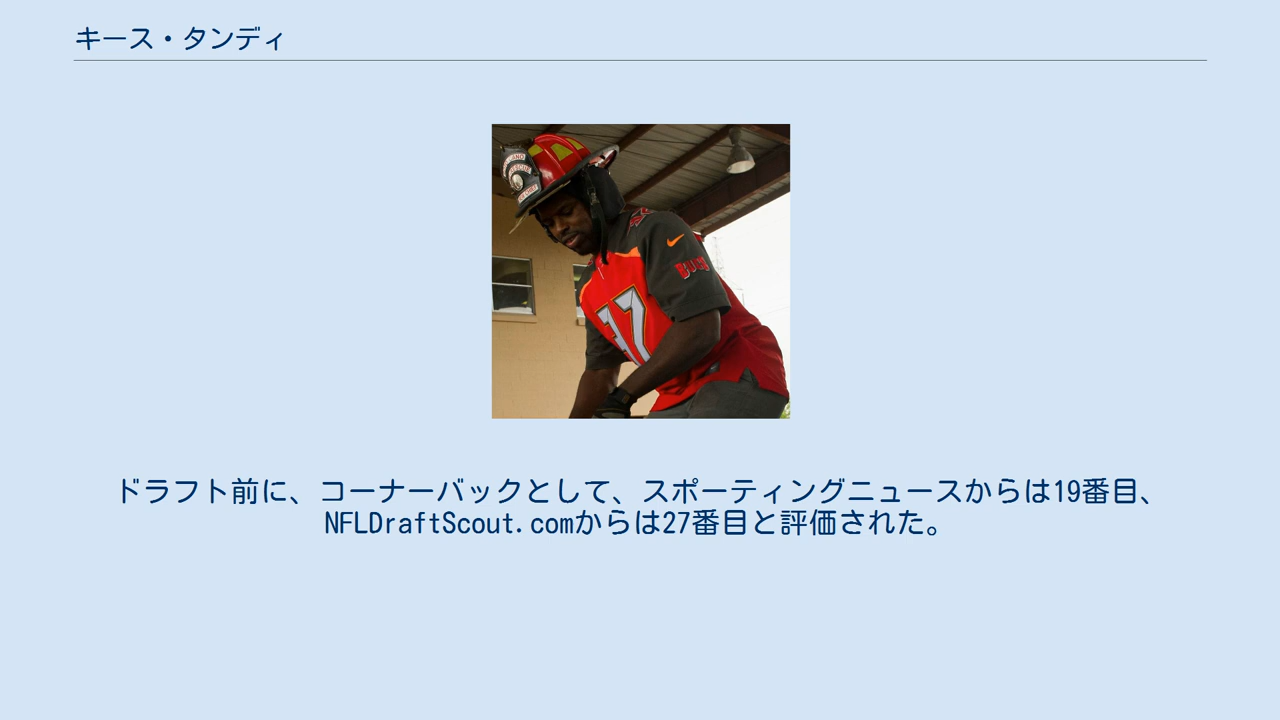 キース・タンディ
RESCUE
BUCS
37
ドラフト前に、コーナーバックとして、スポーティングニュースからは19番目、
NFLDraftScout.comからは27番目と評価された。